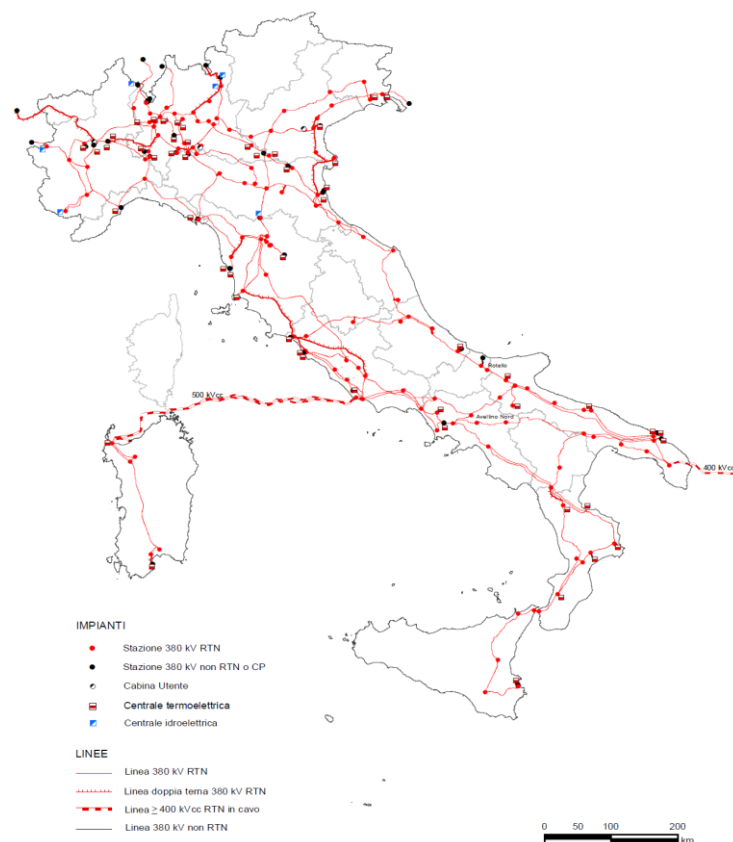 Rotello
500 kVcc
Avellino Nord
400 kVcc
IMPIANTI
Stazione 380 kV RTN
Stazione 380 kV non RTN o CP
Cabina Utente
Centrale termoelettrica
Centrale idroelettrica
LINEE
Linea 380 kV RTN
Linea doppia terna 380 kV RTN
Linea ≥ 400 kVcc RTN in cavo
Linea 380 kV non RTN
0 50 100 200
km